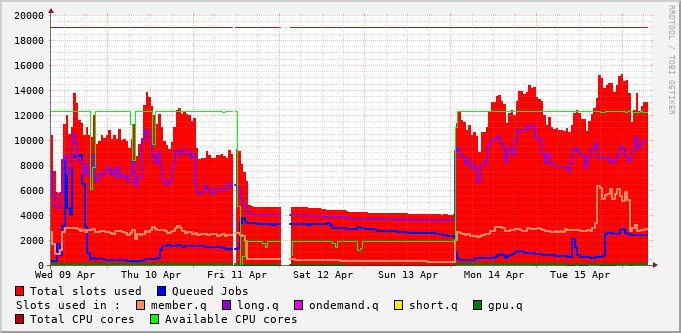 RRDTOOL / TOBI OETIKER
20000
18000
16000
14000
12000
10000
8000
6000
4000
2000
0
Wed 09 Apr Thu 10 Apr Fri 11 Apr Sat 12 Apr Sun 13 Apr Mon 14 Apr Tue 15 Apr
Total slots used Queued Jobs
Slots used in : member.q long.q ondemand.q short.q gpu.q
Total CPU cores Available CPU cores